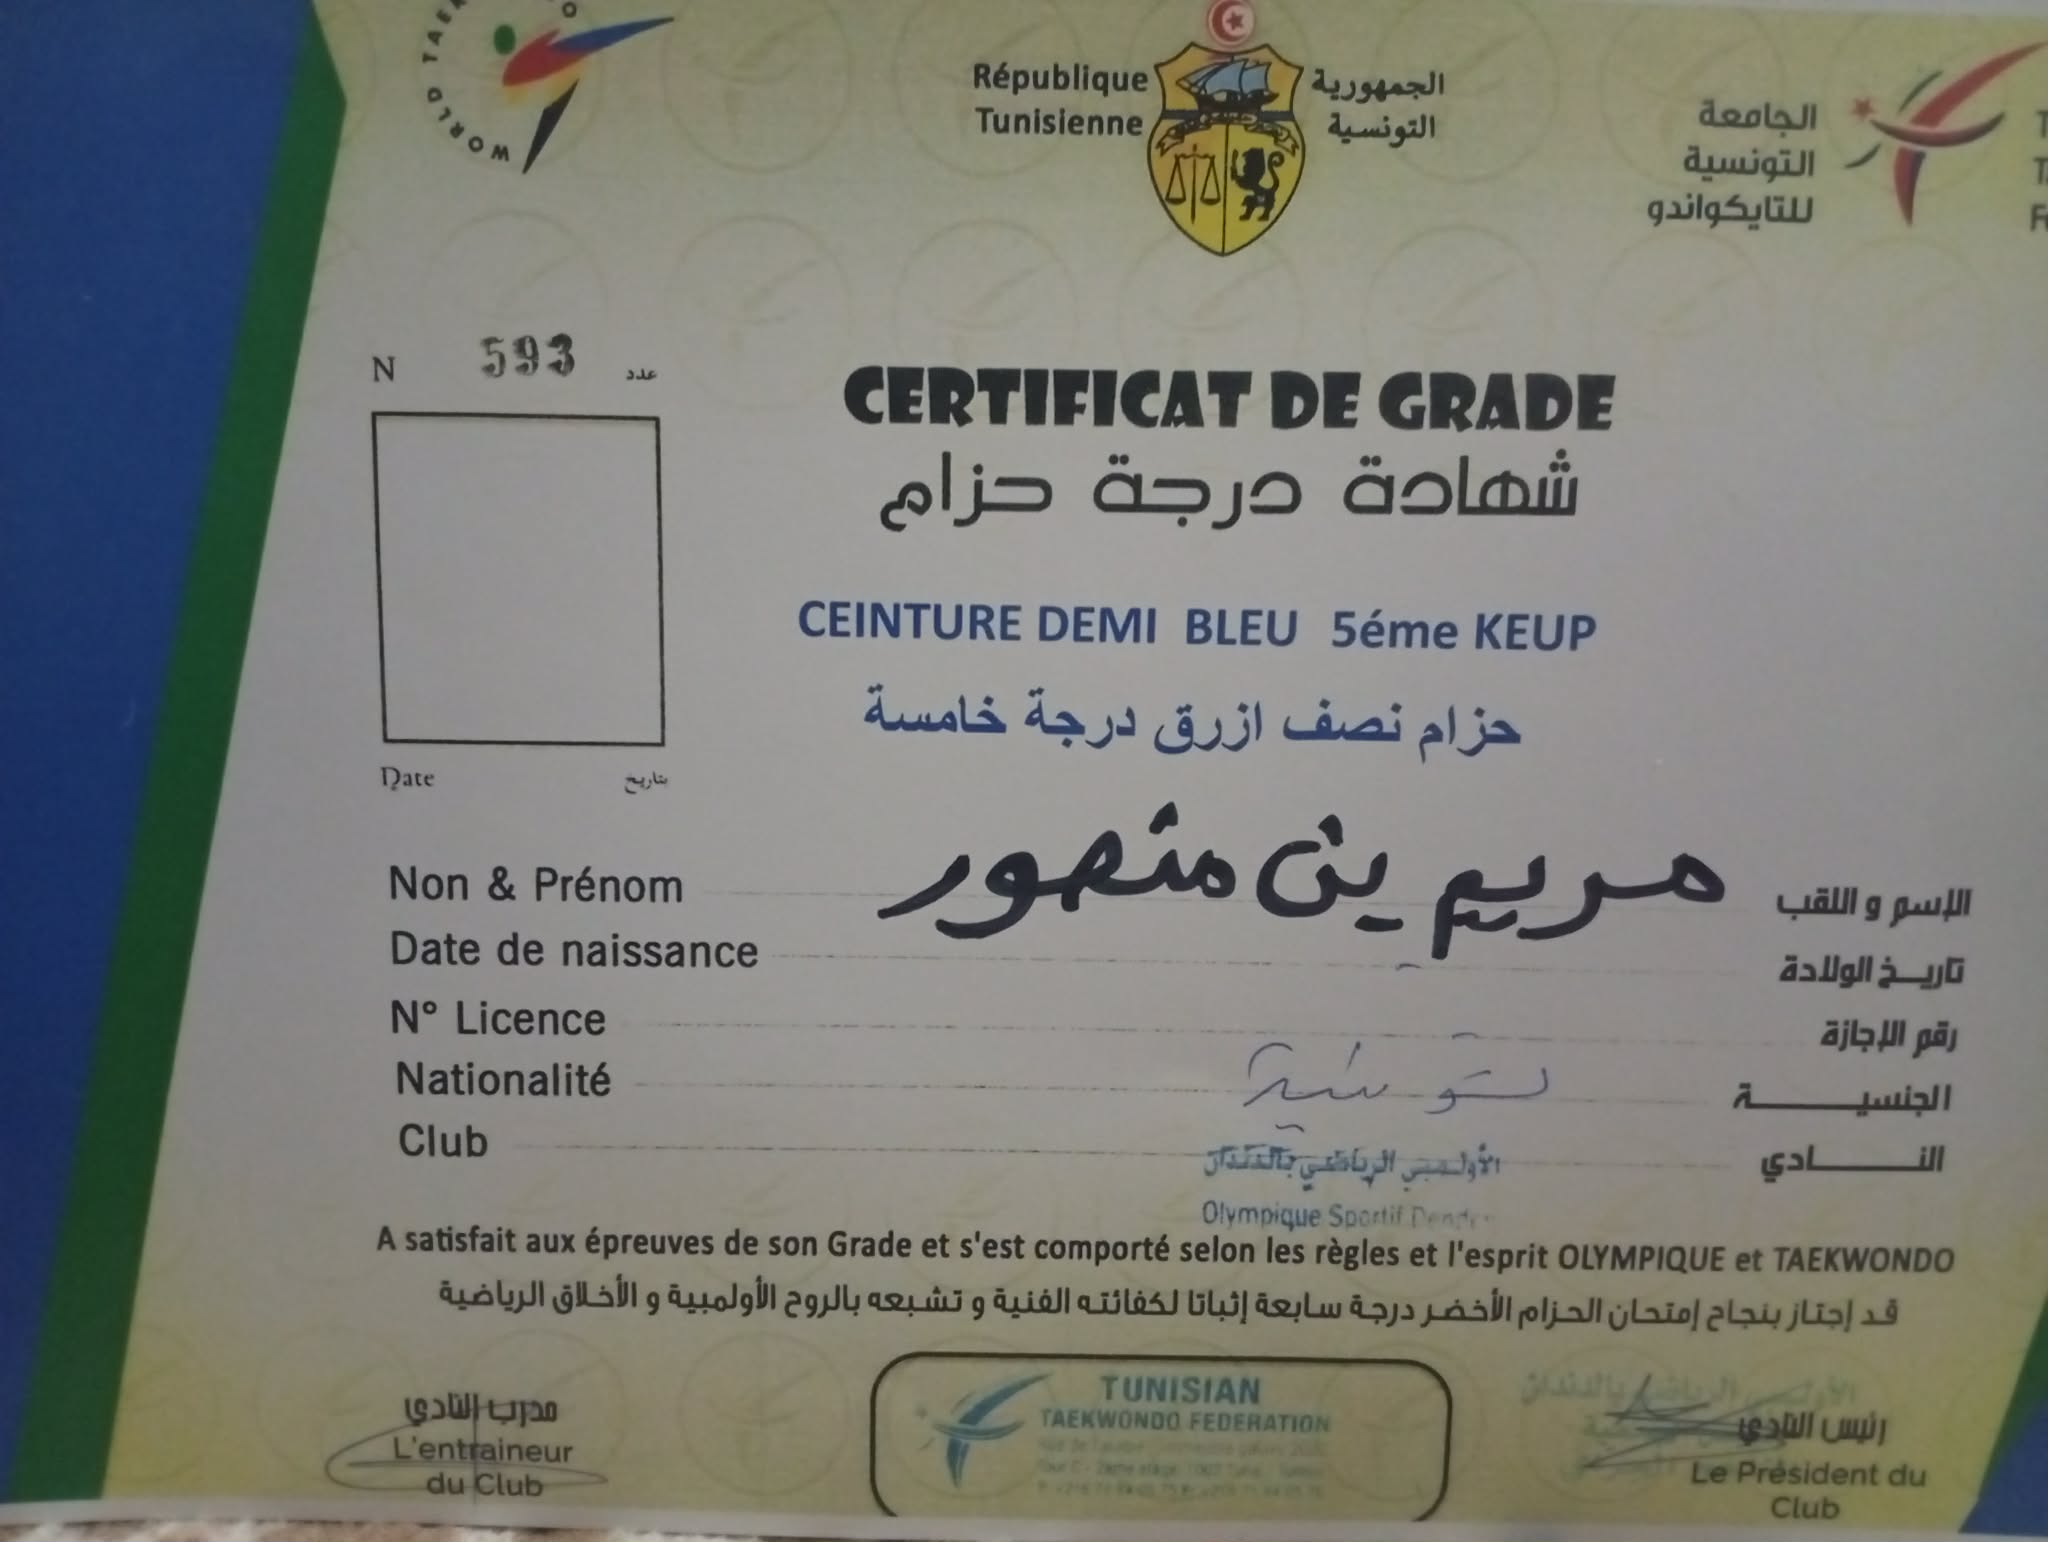 WORLD TAEK
République
Tunisienne
الجمهورية
التونسية
الجامعة
التونسية
للتايكواندو
N 593 عدد
CERTIFICAT DE GRADE
شهادة درجة حزام
CEINTURE DEMI BLEU 5éme KEUP
حزام نصف ازرق درجة خامسة
Date بتاريخ
Non & Prénom مريم بن منصور الإسم و اللقب
Date de naissance تاريخ الولادة
N° Licence رقم الإجازة
Nationalité تونسية الجنسيـــة
Club الأولمبي الرياضي بالدندان النـــادي
Olympique Sportif
A satisfait aux épreuves de son Grade et s'est comporté selon les règles et l'esprit OLYMPIQUE et TAEKWONDO
قد إجتاز بنجاح إمتحان الحزام الأخضر درجة سابعة إثباتا لكفائته الفنية و تشبعه بالروح الأولمبية و الأخلاق الرياضية
مدرب النادي
L'entraineur
du Club
TUNISIAN
TAEKWONDO FEDERATION
رئيس النادي
Le Président du
Club